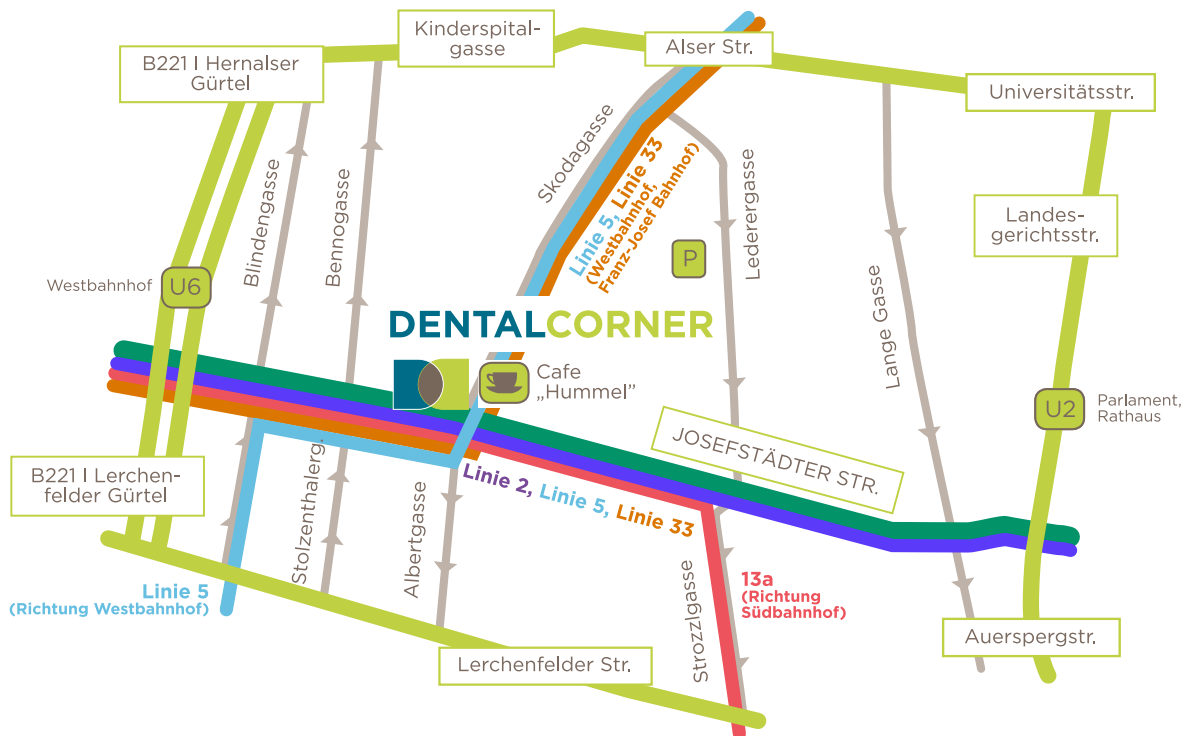 Kinderspital-
gasse
Alser Str.
B221 I Hernalser
Gürtel
Universitätsstr.
Skodagasse
Linie 5, Linie 33
(Westbahnhof,
Franz-Josef Bahnhof)
Lederergasse
Blindengasse
Bennogasse
Landes-
gerichtsstr.
P
Westbahnhof
U6
Lange Gasse
DENTALCORNER
Cafe
„Hummel”
U2
Parlament,
Rathaus
JOSEFSTÄDTER STR.
B221 I Lerchen-
felder Gürtel
Stolzenthalerg.
Albertgasse
Linie 2, Linie 5, Linie 33
Linie 5
(Richtung Westbahnhof)
13a
(Richtung
Südbahnhof)
Strozzlgasse
Auerspergstr.
Lerchenfelder Str.